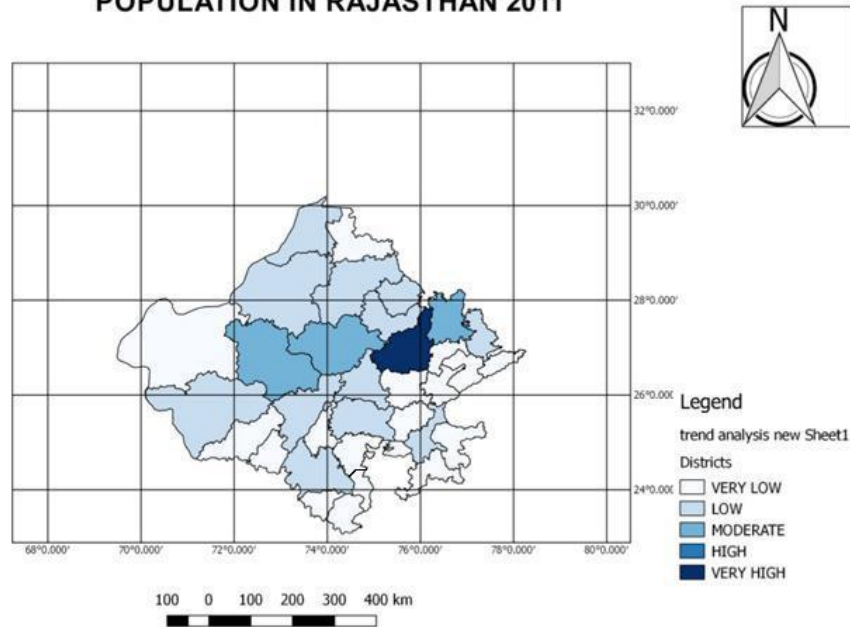 POPULATION IN RAJASTHAN 2011
N
32°0.000'
30°0.000'
28°0.000'
26°0.00(
24°0.00(
68°0.000' 70°0.000' 72°0.000' 74°0.000' 76°0.000' 78°0.000' 80°0.000'
Legend
trend analysis new Sheet1
Districts
VERY LOW
LOW
MODERATE
HIGH
VERY HIGH
100 0 100 200 300 400 km